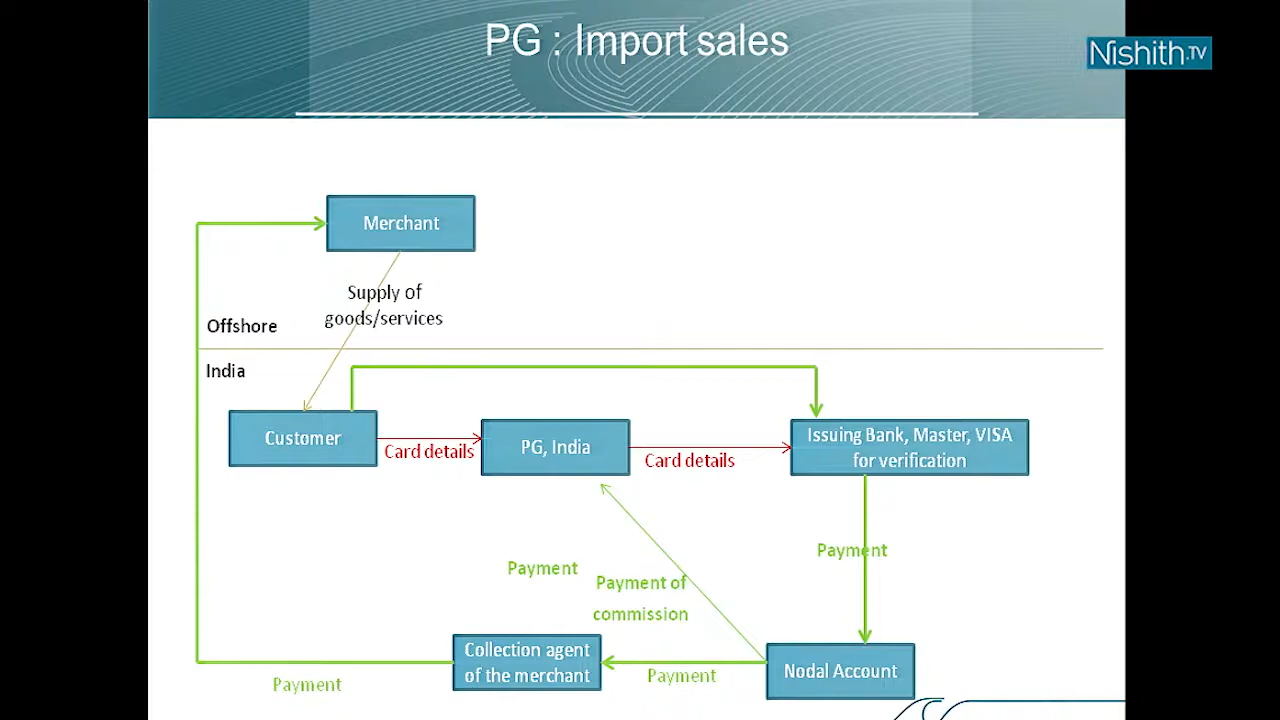 PG : Import sales
Nishith.TV
Merchant
Supply of
goods/services
Offshore
India
Customer
Card details
PG, India
Card details
Issuing Bank, Master, VISA
for verification
Payment
Payment
Payment of
commission
Collection agent
of the merchant
Payment
Nodal Account
Payment